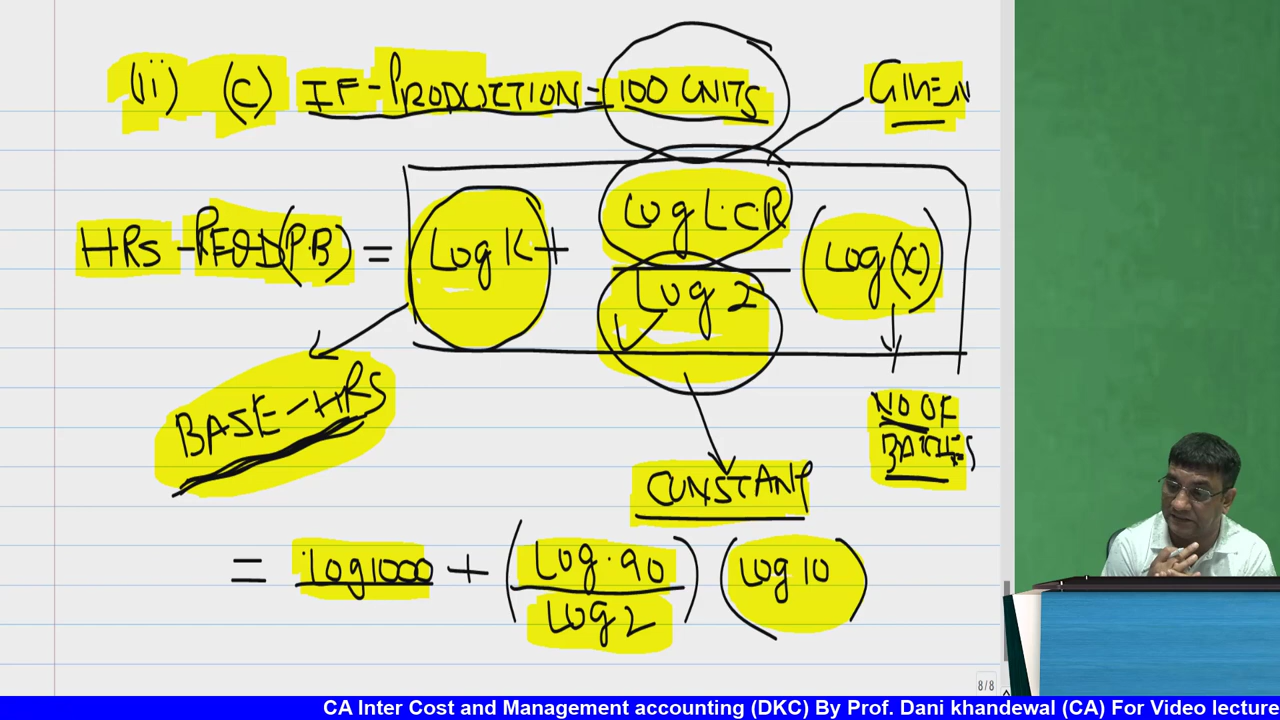 (ii) (C) IF - PRODUCTION = 100 UNITS
GIVEN
HRS - REQD (P.B) = Log K + Log L.C.R / Log 2 (Log(x))
BASE - HRS
NO OF
BATCHES
CONSTANT
= Log 1000 + (Log .90 / Log 2) (Log 10)
8/8
CA Inter Cost and Management accounting (DKC) By Prof. Dani khandewal (CA) For Video lecture